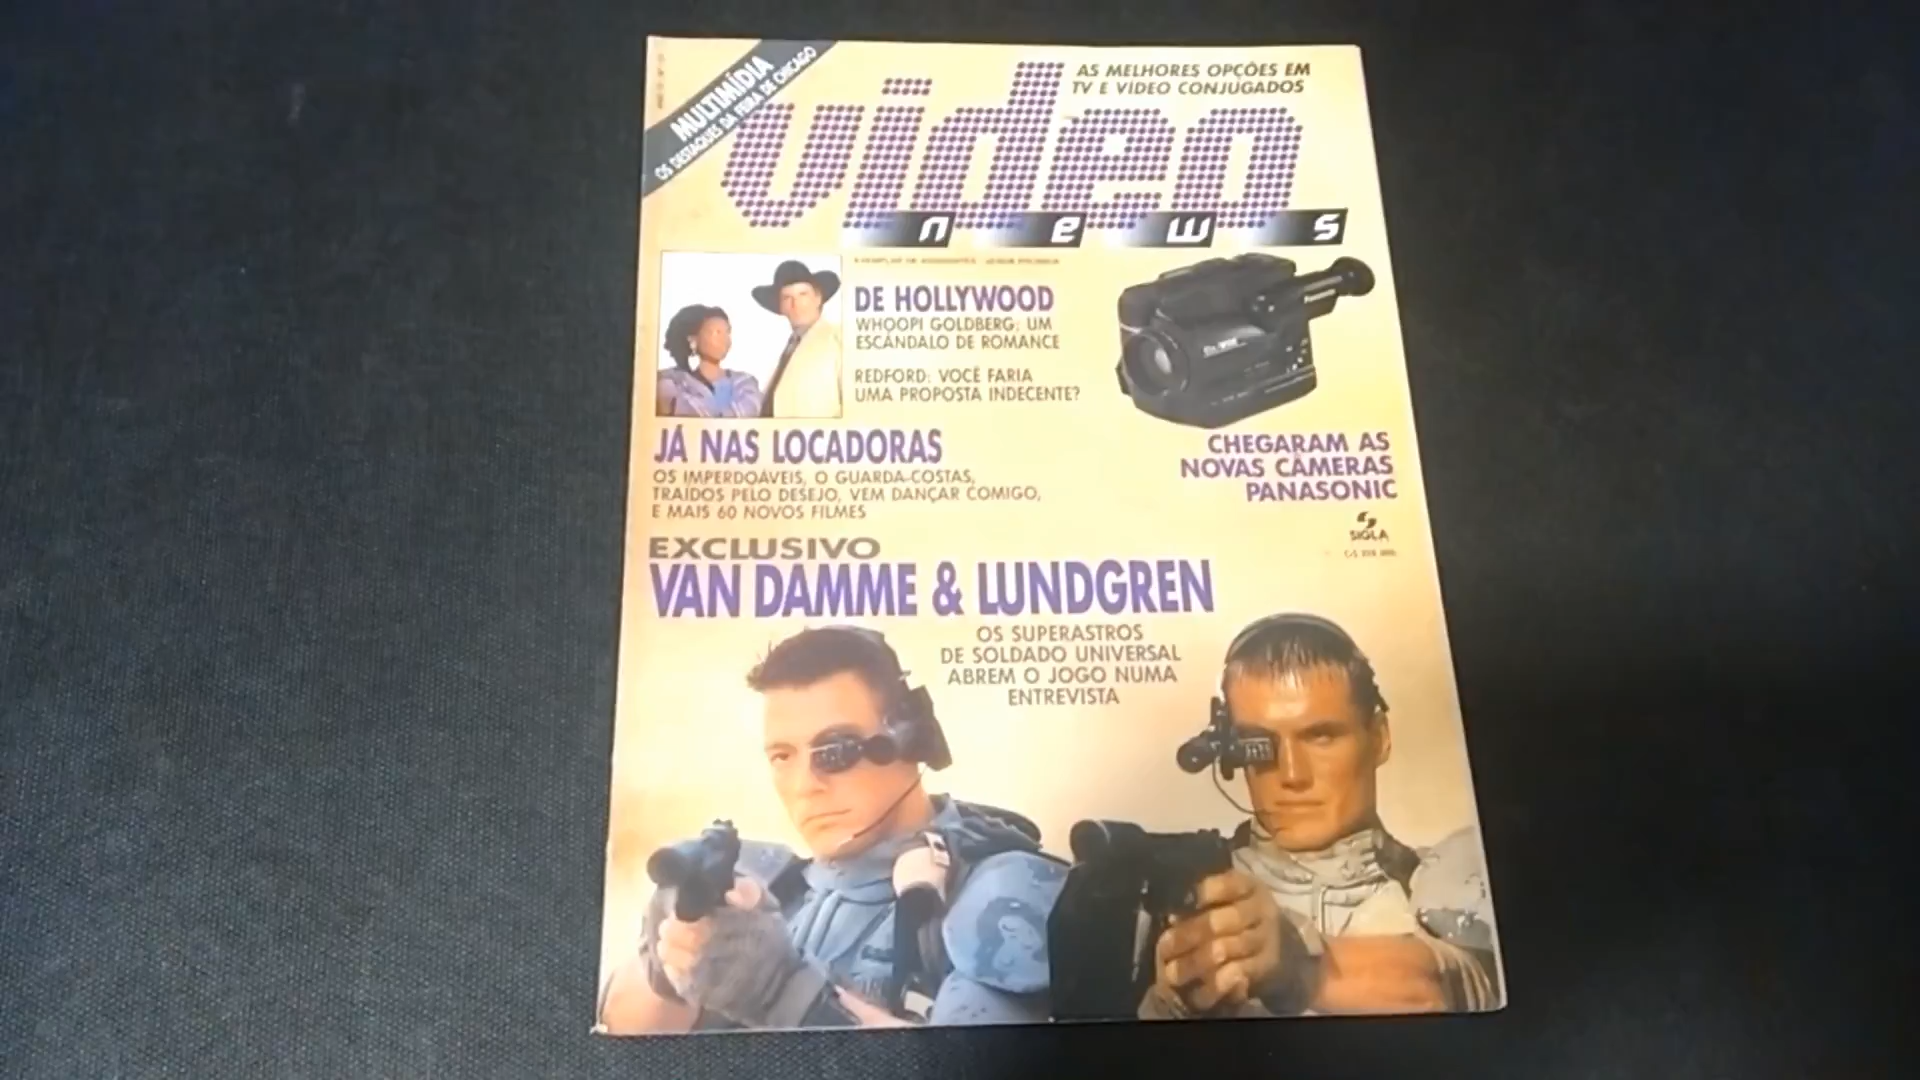 MULTIMÍDIA
OS DESTAQUES DA FEIRA DE CHICAGO
AS MELHORES OPÇÕES EM
TV E VÍDEO CONJUGADOS
video
news
DE HOLLYWOOD
WHOOPI GOLDBERG: UM
ESCÂNDALO DE ROMANCE
REDFORD: VOCÊ FARIA
UMA PROPOSTA INDECENTE?
Panasonic
CHEGARAM AS
NOVAS CÂMERAS
PANASONIC
JÁ NAS LOCADORAS
OS IMPERDOÁVEIS, O GUARDA-COSTAS,
TRAÍDOS PELO DESEJO, VEM DANÇAR COMIGO,
E MAIS 60 NOVOS FILMES
SIGLA
EXCLUSIVO
VAN DAMME & LUNDGREN
OS SUPERASTROS
DE SOLDADO UNIVERSAL
ABREM O JOGO NUMA
ENTREVISTA